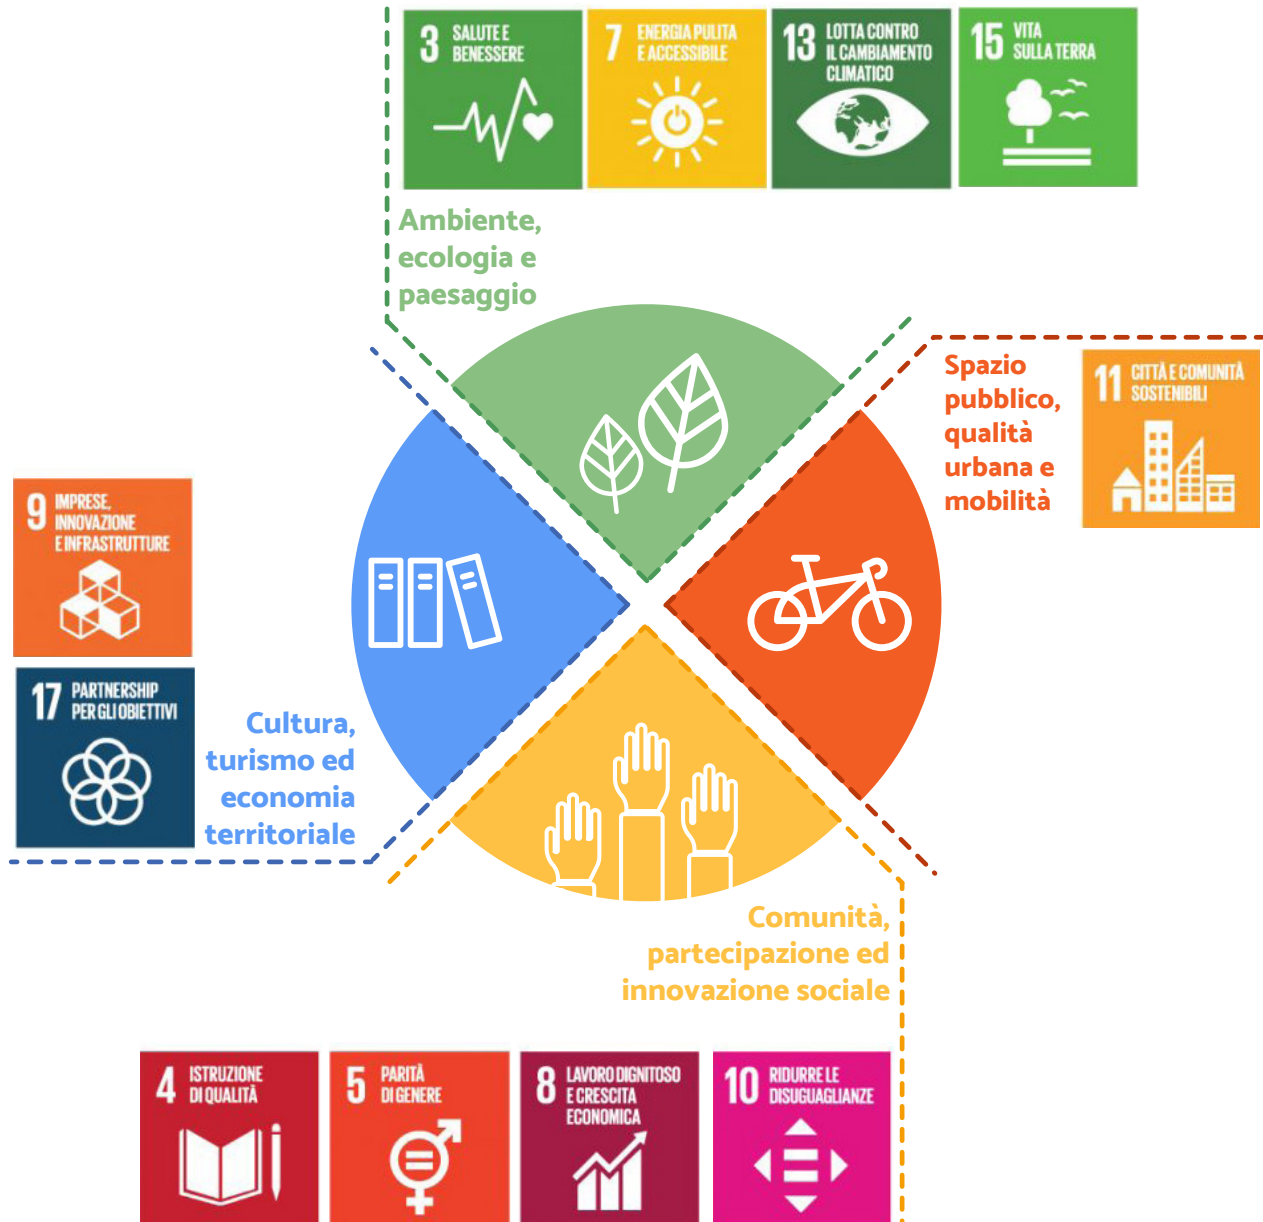 3 SALUTE E
BENESSERE
7 ENERGIA PULITA
E ACCESSIBILE
13 LOTTA CONTRO
IL CAMBIAMENTO
CLIMATICO
15 VITA
SULLA TERRA
Ambiente,
ecologia e
paesaggio
Spazio
pubblico,
qualità
urbana e
mobilità
11 CITTÀ E COMUNITÀ
SOSTENIBILI
9 IMPRESE,
INNOVAZIONE
E INFRASTRUTTURE
17 PARTNERSHIP
PER GLI OBIETTIVI
Cultura,
turismo ed
economia
territoriale
Comunità,
partecipazione ed
innovazione sociale
4 ISTRUZIONE
DI QUALITÀ
5 PARITÀ
DI GENERE
8 LAVORO DIGNITOSO
E CRESCITA
ECONOMICA
10 RIDURRE LE
DISUGUAGLIANZE